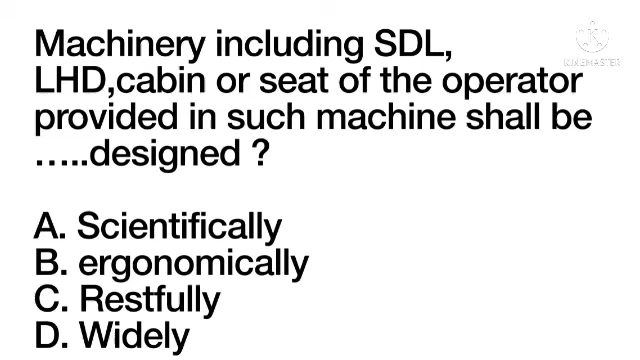 KINEMASTER
Machinery including SDL,
LHD,cabin or seat of the operator
provided in such machine shall be
…..designed ?
A. Scientifically
B. ergonomically
C. Restfully
D. Widely